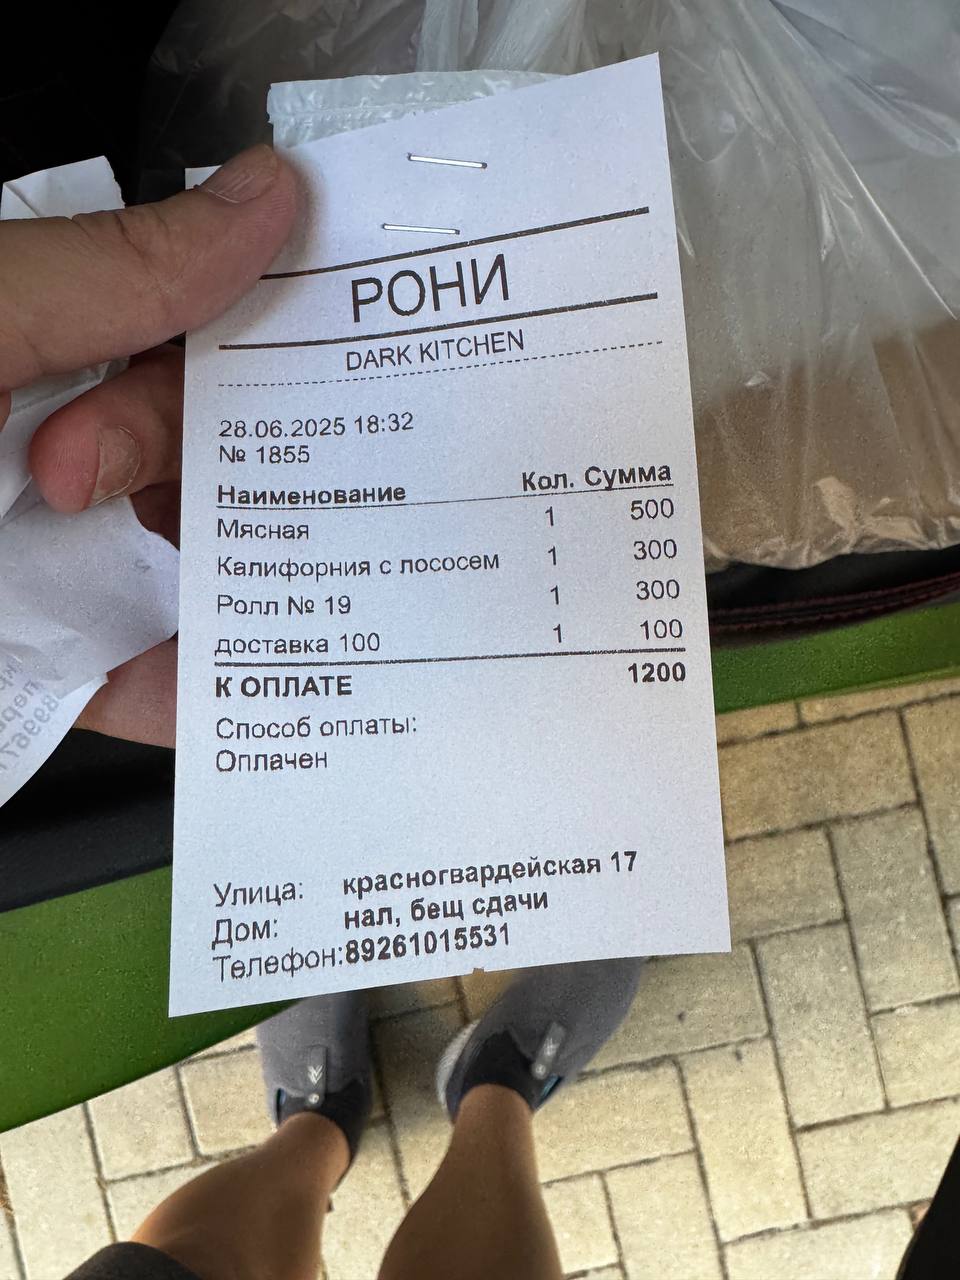 РОНИ
DARK KITCHEN
28.06.2025 18:32
№ 1855
Наименование Кол. Сумма
Мясная 1 500
Калифорния с лососем 1 300
Ролл № 19 1 300
доставка 100 1 100
К ОПЛАТЕ 1200
Способ оплаты:
Оплачен
Улица: красногвардейская 17
Дом: нал, бещ сдачи
Телефон:89261015531